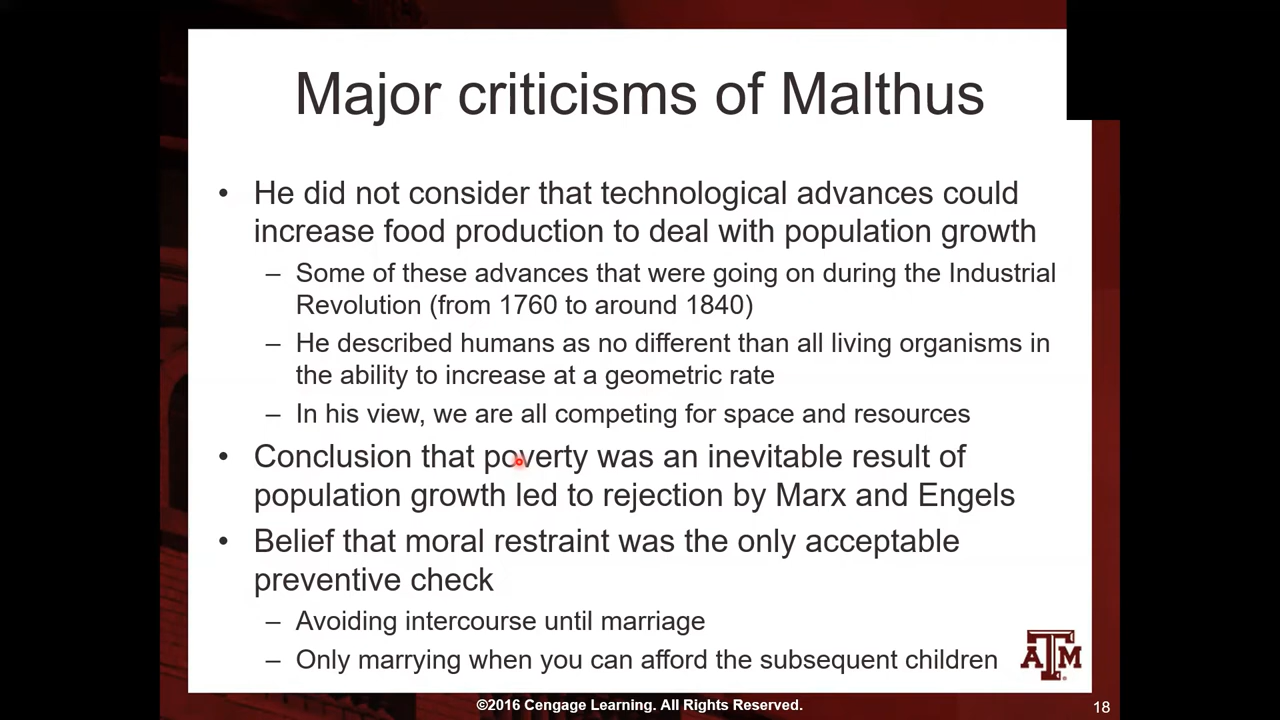 Major criticisms of Malthus
• He did not consider that technological advances could
increase food production to deal with population growth
– Some of these advances that were going on during the Industrial
Revolution (from 1760 to around 1840)
– He described humans as no different than all living organisms in
the ability to increase at a geometric rate
– In his view, we are all competing for space and resources
• Conclusion that poverty was an inevitable result of
population growth led to rejection by Marx and Engels
• Belief that moral restraint was the only acceptable
preventive check
– Avoiding intercourse until marriage
– Only marrying when you can afford the subsequent children
ATM
©2016 Cengage Learning. All Rights Reserved.
18